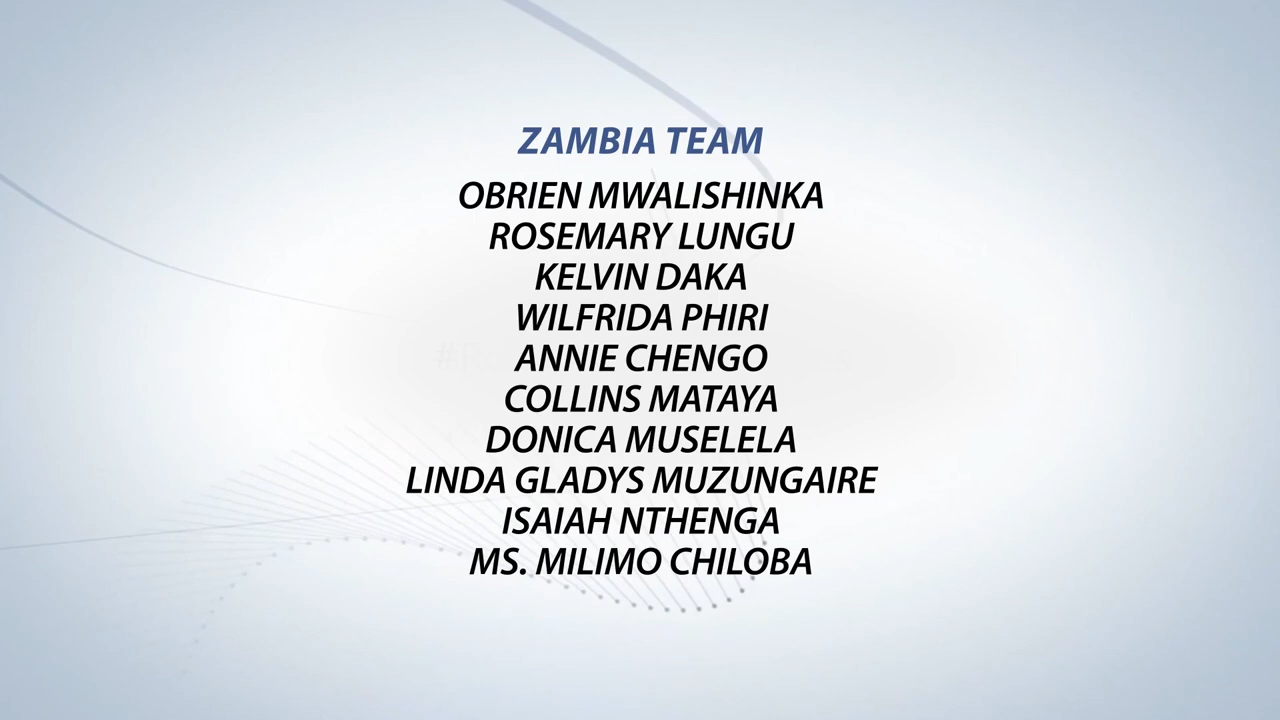 ZAMBIA TEAM
OBRIEN MWALISHINKA
ROSEMARY LUNGU
KELVIN DAKA
WILFRIDA PHIRI
ANNIE CHENGO
COLLINS MATAYA
DONICA MUSELELA
LINDA GLADYS MUZUNGAIRE
ISAIAH NTHENGA
MS. MILIMO CHILOBA